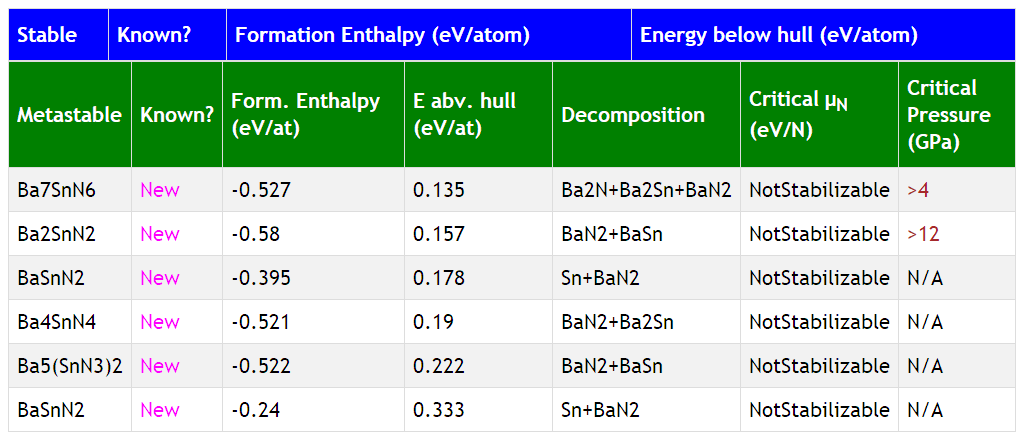 Stable Known? Formation Enthalpy (eV/atom) Energy below hull (eV/atom)
Metastable Known? Form. Enthalpy (eV/at) E abv. hull (eV/at) Decomposition Critical μN (eV/N) Critical Pressure (GPa)
Ba7SnN6 New -0.527 0.135 Ba2N+Ba2Sn+BaN2 NotStabilizable >4
Ba2SnN2 New -0.58 0.157 BaN2+BaSn NotStabilizable >12
BaSnN2 New -0.395 0.178 Sn+BaN2 NotStabilizable N/A
Ba4SnN4 New -0.521 0.19 BaN2+Ba2Sn NotStabilizable N/A
Ba5(SnN3)2 New -0.522 0.222 BaN2+BaSn NotStabilizable N/A
BaSnN2 New -0.24 0.333 Sn+BaN2 NotStabilizable N/A